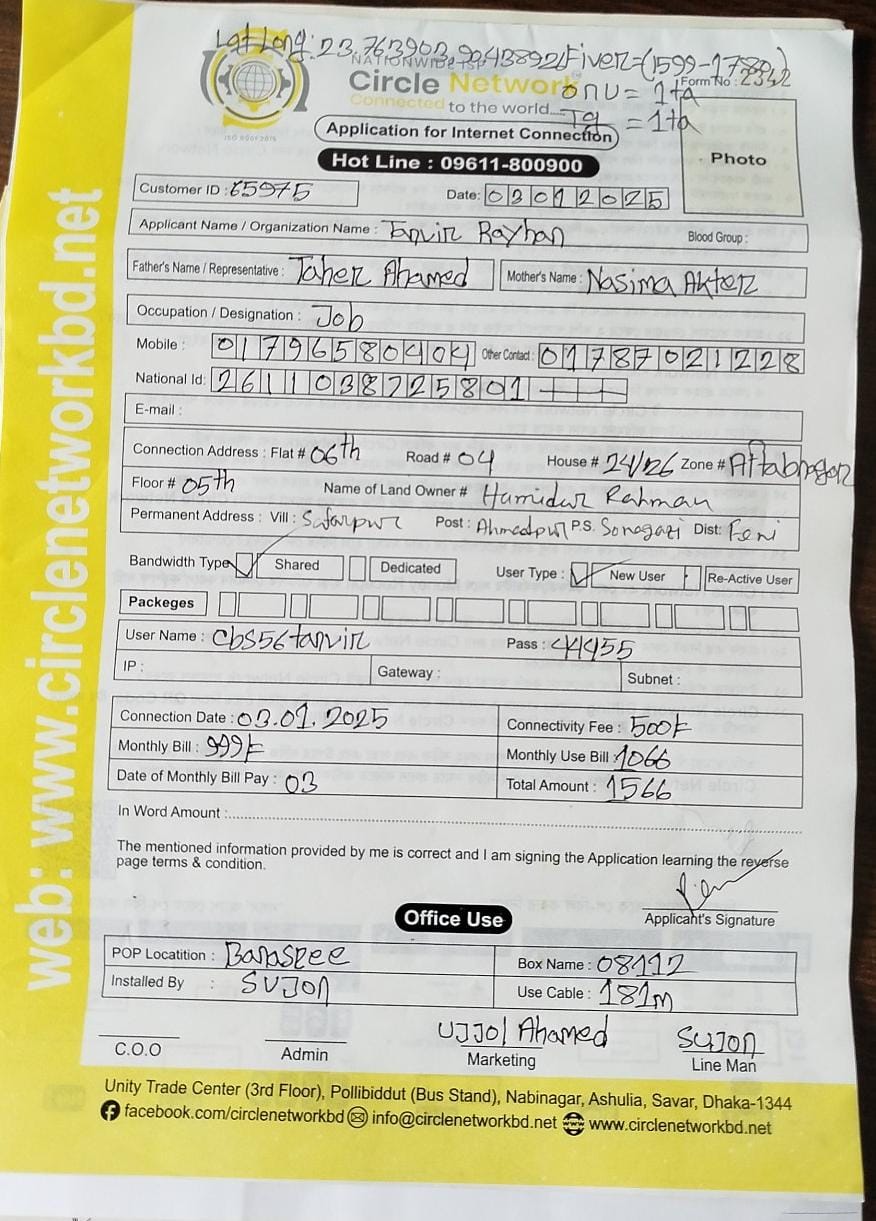 Lat Long: 23.763903,90.43892 Fiver=(1599-1780)
NATIONWIDE ISP
Circle Network
Form No : 2342
Connected to the world....
onu = 1ta
Tg = 1ta
ISO 9001:2015
Application for Internet Connection
Photo
Hot Line : 09611-800900
Customer ID : 65975 Date: 03012025
Applicant Name / Organization Name : Tanvir Rayhan Blood Group :
Father's Name / Representative : Taher Ahamed Mother's Name : Nasima Akter
Occupation / Designation : Job
Mobile : 01796580404 Other Contact : 01787021228
National Id: 2611038725801
E-mail :
Connection Address : Flat # 06th Road # 04 House # 24/26 Zone # Aftabnagar
Floor # 05th Name of Land Owner # Hamidur Rahman
Permanent Address : Vill : Safarpur Post : Ahmedpur P.S. Sonagazi Dist: Feni
Bandwidth Type Shared Dedicated User Type : New User Re-Active User
Packeges
User Name : cbs56tanvir Pass : 44455
IP : Gateway : Subnet :
Connection Date : 03.01.2025 Connectivity Fee : 500/=
Monthly Bill : 999/= Monthly Use Bill : 1066
Date of Monthly Bill Pay : 03 Total Amount : 1566
In Word Amount :
The mentioned information provided by me is correct and I am signing the Application learning the reverse
page terms & condition.
Applicant's Signature
Office Use
POP Locatition : Banasree Box Name : 08112
Installed By : SUJon Use Cable : 181m
UJJol Ahamed SUJON
C.O.O Admin Marketing Line Man
Unity Trade Center (3rd Floor), Pollibiddut (Bus Stand), Nabinagar, Ashulia, Savar, Dhaka-1344
facebook.com/circlenetworkbd info@circlenetworkbd.net www.circlenetworkbd.net
web: www.circlenetworkbd.net